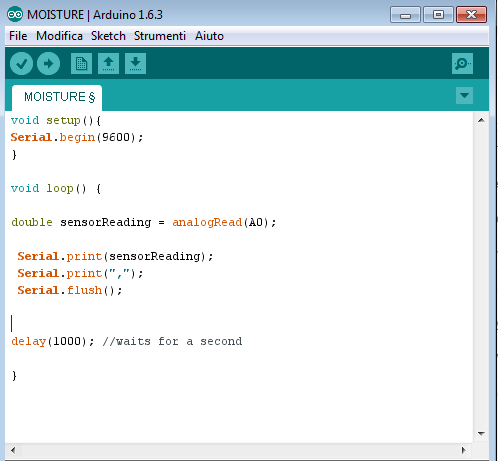 MOISTURE | Arduino 1.6.3
File Modifica Sketch Strumenti Aiuto
MOISTURE §
void setup(){
Serial.begin(9600);
}
void loop() {
double sensorReading = analogRead(A0);
Serial.print(sensorReading);
Serial.print(",");
Serial.flush();
delay(1000); //waits for a second
}